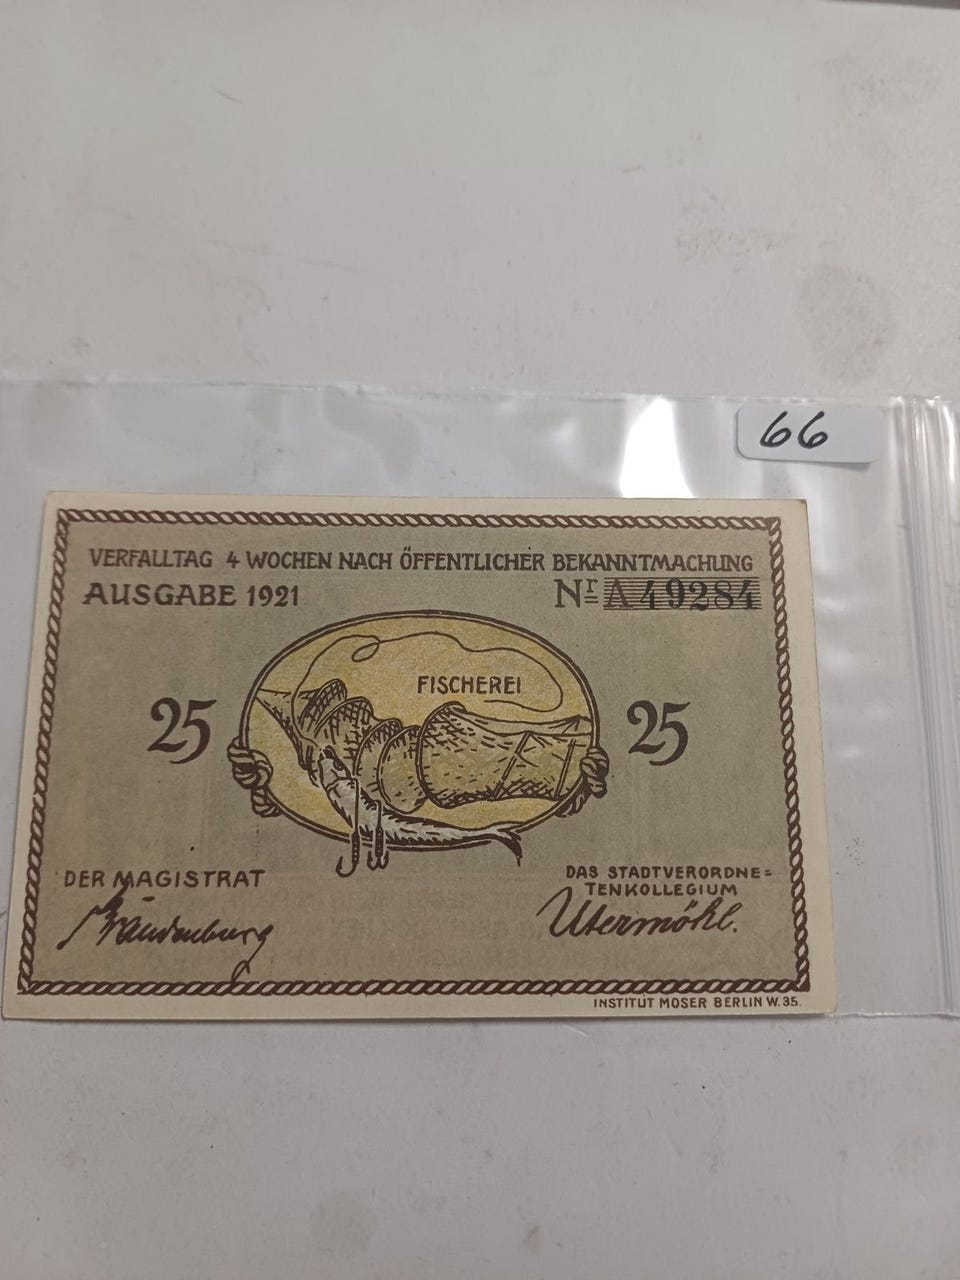 66
VERFALLTAG 4 WOCHEN NACH ÖFFENTLICHER BEKANNTMACHUNG
AUSGABE 1921 Nr A 49284
FISCHEREI
25 25
DER MAGISTRAT
DAS STADTVERORDNE=
TENKOLLEGIUM
Brandenburg
Utermöhl.
INSTITUT MOSER BERLIN W. 35.